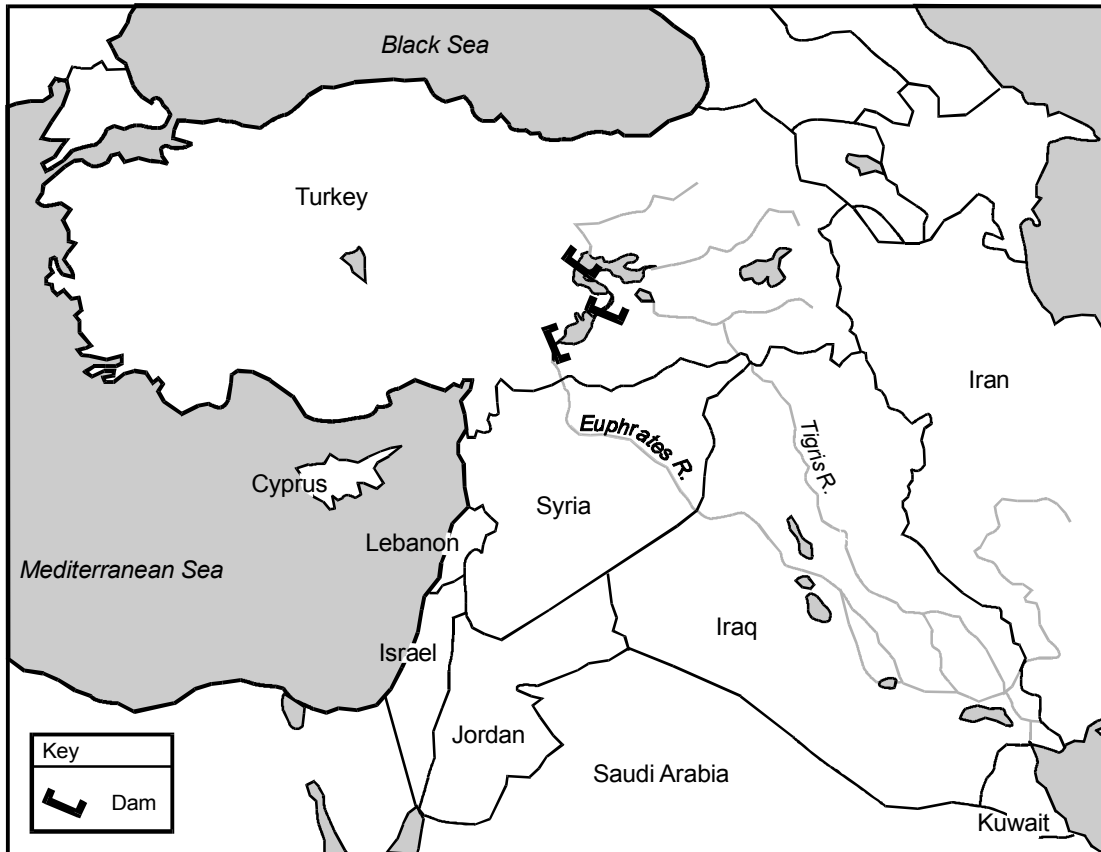 Black Sea
Turkey
Iran
Euphrates R.
Tigris R.
Cyprus
Syria
Lebanon
Mediterranean Sea
Iraq
Israel
Jordan
Saudi Arabia
Kuwait
Key
Dam